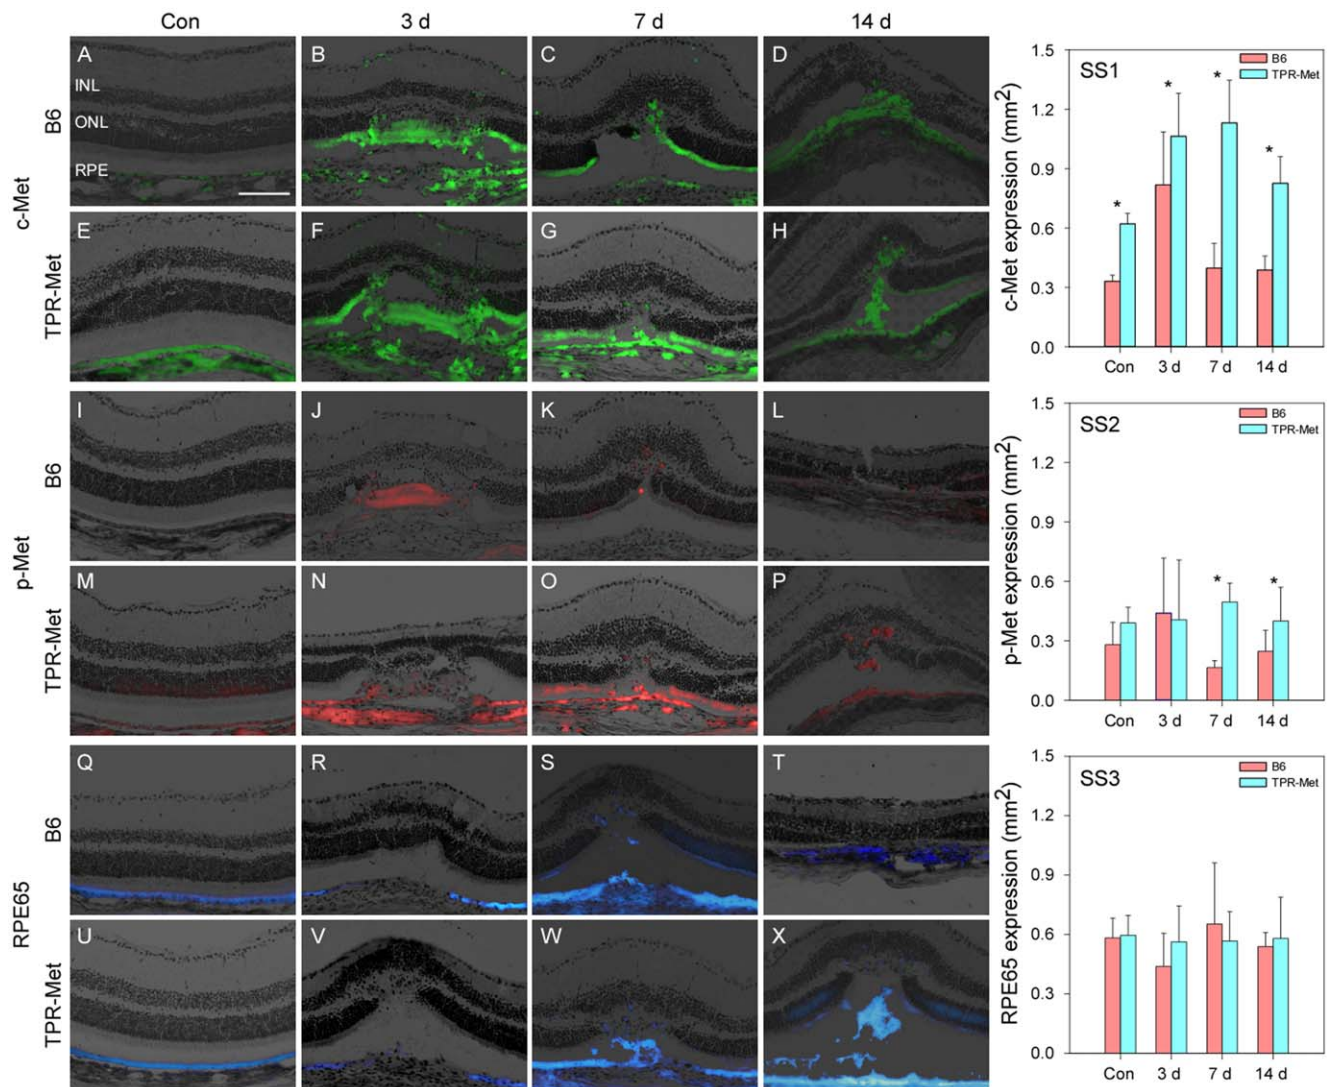 Con 3 d 7 d 14 d
c-Met
B6
A
INL
ONL
RPE
B
C
D
TPR-Met
E
F
G
H
SS1
B6
TPR-Met
c-Met expression (mm²)
1.5
1.2
0.9
0.6
0.3
0.0
* * * *
Con 3 d 7 d 14 d
p-Met
B6
I
J
K
L
TPR-Met
M
N
O
P
SS2
B6
TPR-Met
p-Met expression (mm²)
1.5
1.2
0.9
0.6
0.3
0.0
* *
Con 3 d 7 d 14 d
RPE65
B6
Q
R
S
T
TPR-Met
U
V
W
X
SS3
B6
TPR-Met
RPE65 expression (mm²)
1.5
1.2
0.9
0.6
0.3
0.0
Con 3 d 7 d 14 d